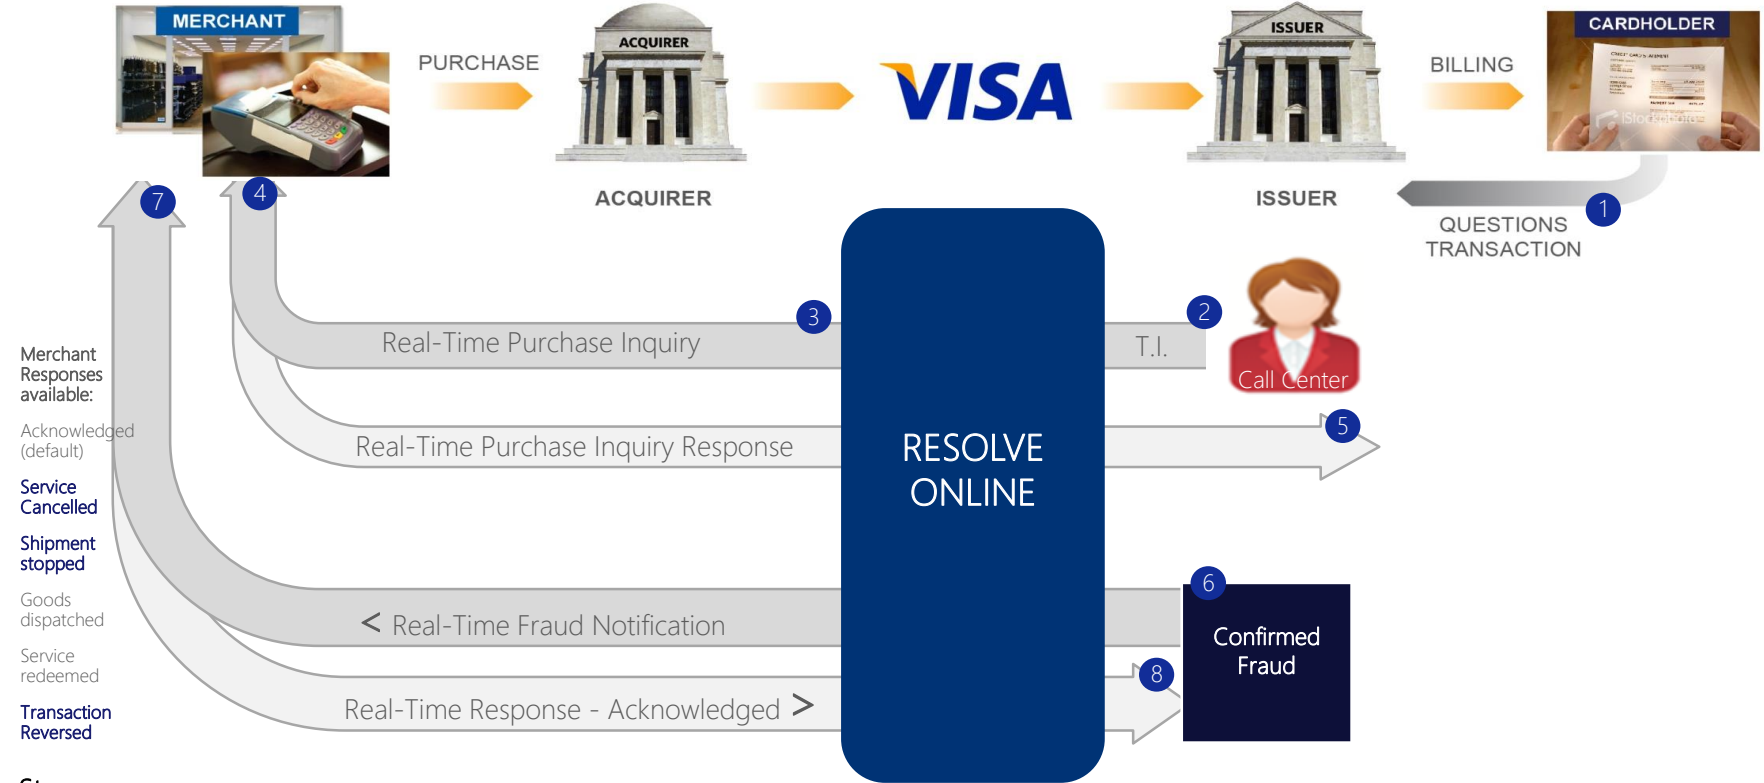 MERCHANT
PURCHASE
ACQUIRER
VISA
ISSUER
BILLING
CARDHOLDER
iStockphoto
7
4
ACQUIRER
ISSUER
1
QUESTIONS
TRANSACTION
3
2
Real-Time Purchase Inquiry
T.I.
Call Center
Merchant
Responses
available:
Acknowledged
(default)
Service
Cancelled
Shipment
stopped
Goods
dispatched
Service
redeemed
Transaction
Reversed
Real-Time Purchase Inquiry Response
5
RESOLVE
ONLINE
6
< Real-Time Fraud Notification
Confirmed
Fraud
8
Real-Time Response - Acknowledged >